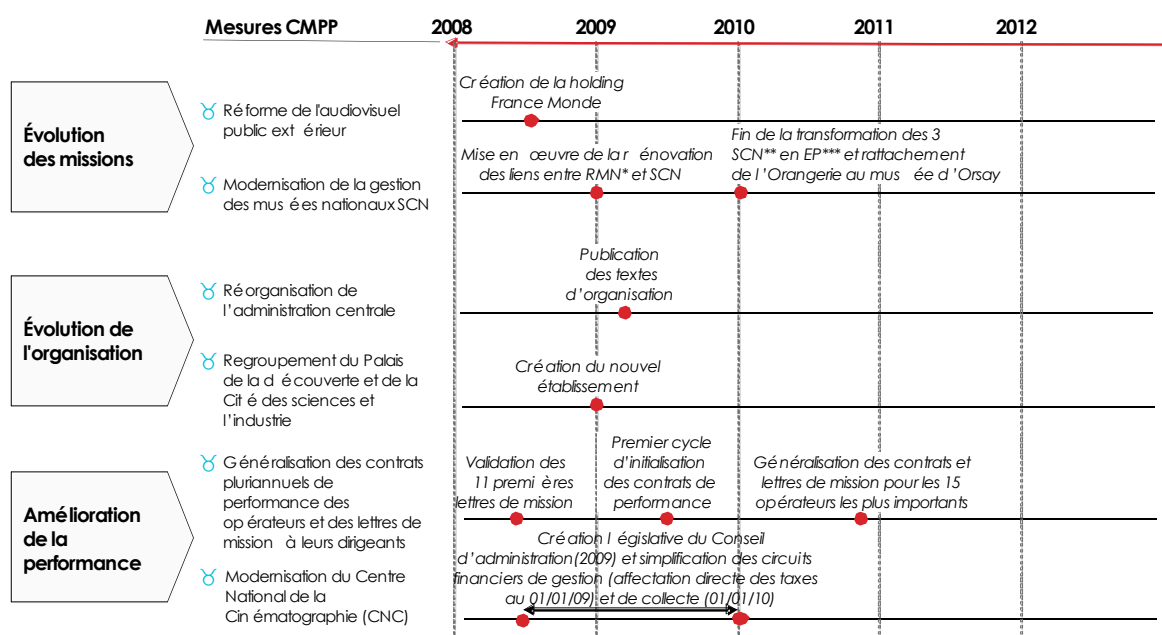 Mesures CMPP 2008 2009 2010 2011 2012
Évolution
des missions
Réforme de l'audiovisuel
public extérieur
Création de la holding
France Monde
Modernisation de la gestion
des musées nationaux SCN
Mise en œuvre de la rénovation
des liens entre RMN* et SCN
Fin de la transformation des 3
SCN** en EP*** et rattachement
de l'Orangerie au musée d'Orsay
Évolution de
l'organisation
Réorganisation de
l'administration centrale
Publication
des textes
d'organisation
Regroupement du Palais
de la découverte et de la
Cité des sciences et
l'industrie
Création du nouvel
établissement
Amélioration
de la
performance
Généralisation des contrats
pluriannuels de
performance des
opérateurs et des lettres de
mission à leurs dirigeants
Validation des
11 premières
lettres de mission
Premier cycle
d'initialisation
des contrats de
performance
Généralisation des contrats et
lettres de mission pour les 15
opérateurs les plus importants
Modernisation du Centre
National de la
Cinématographie (CNC)
Création législative du Conseil
d'administration (2009) et simplification des circuits
financiers de gestion (affectation directe des taxes
au 01/01/09) et de collecte (01/01/10)